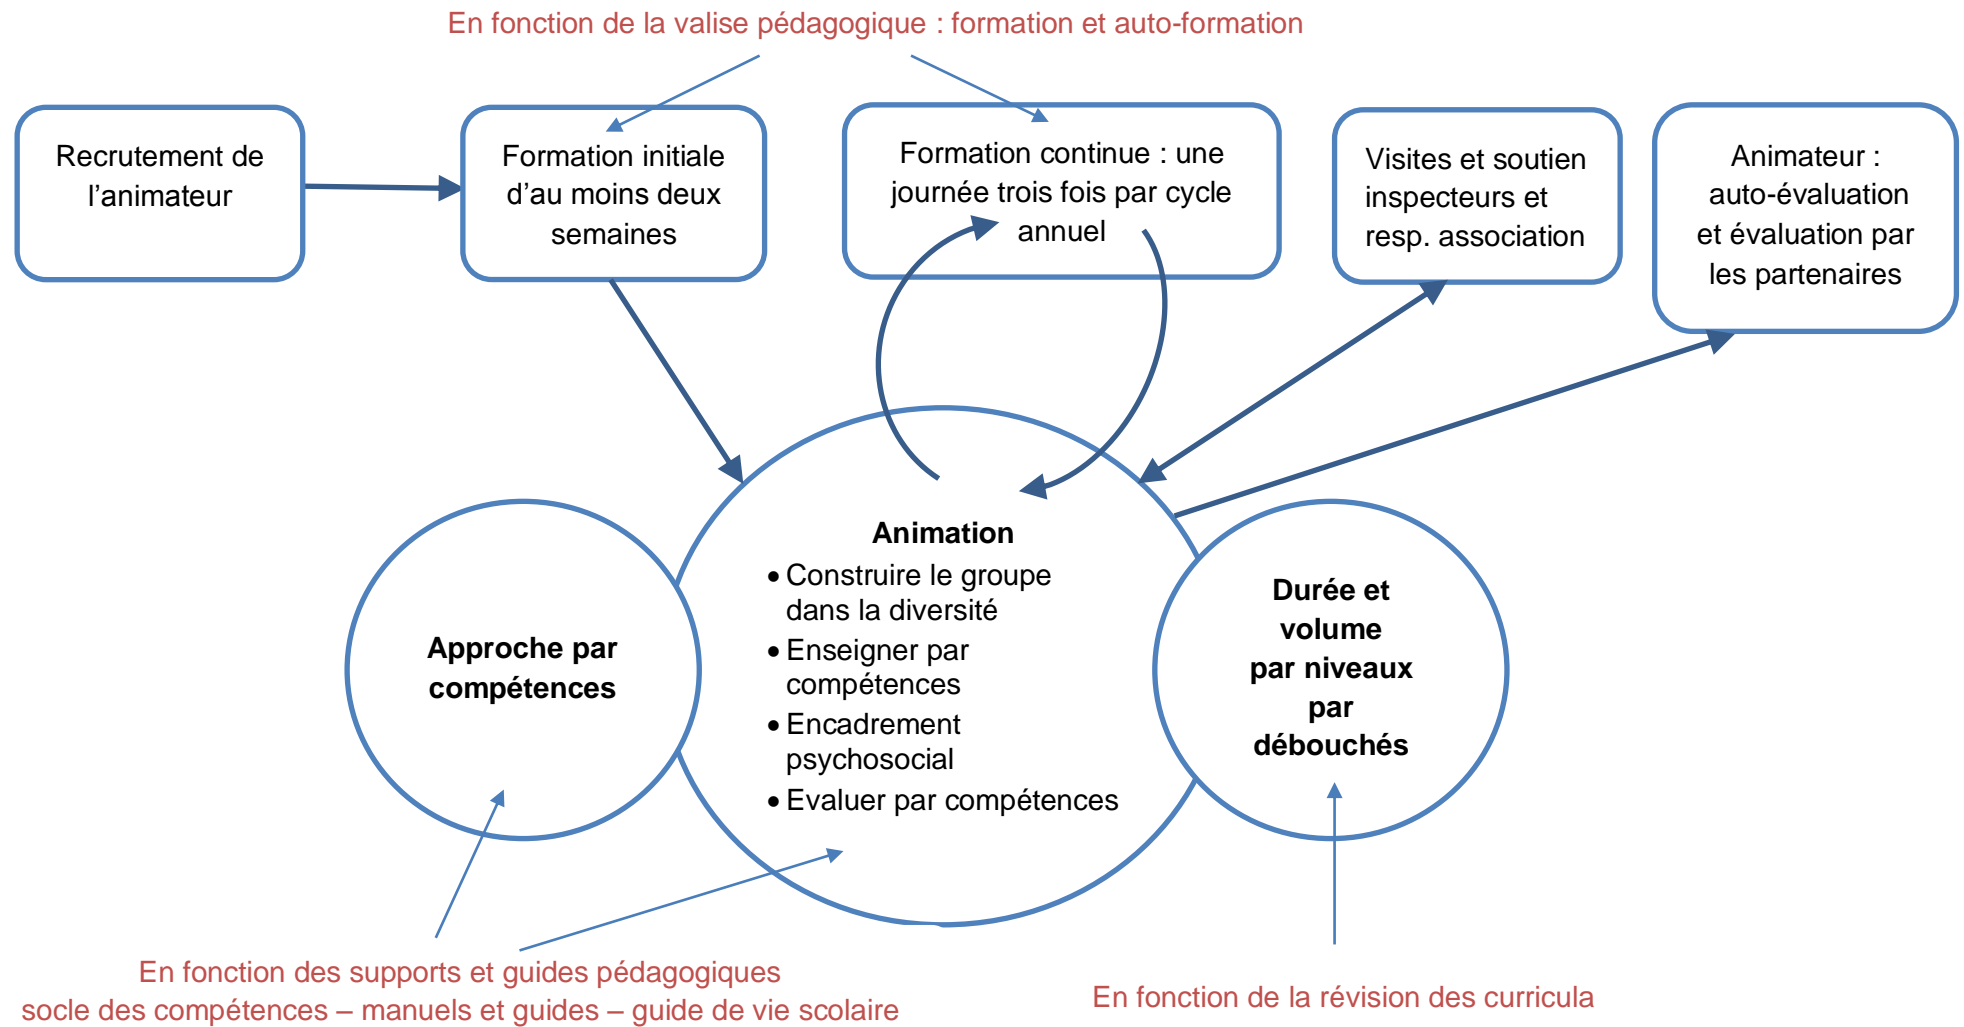 En fonction de la valise pédagogique : formation et auto-formation
Recrutement de
l’animateur
Formation initiale
d’au moins deux
semaines
Formation continue : une
journée trois fois par cycle
annuel
Visites et soutien
inspecteurs et
resp. association
Animateur :
auto-évaluation
et évaluation par
les partenaires
Approche par
compétences
Animation
• Construire le groupe
dans la diversité
• Enseigner par
compétences
• Encadrement
psychosocial
• Evaluer par compétences
Durée et
volume
par niveaux
par
débouchés
En fonction des supports et guides pédagogiques
socle des compétences – manuels et guides – guide de vie scolaire
En fonction de la révision des curricula